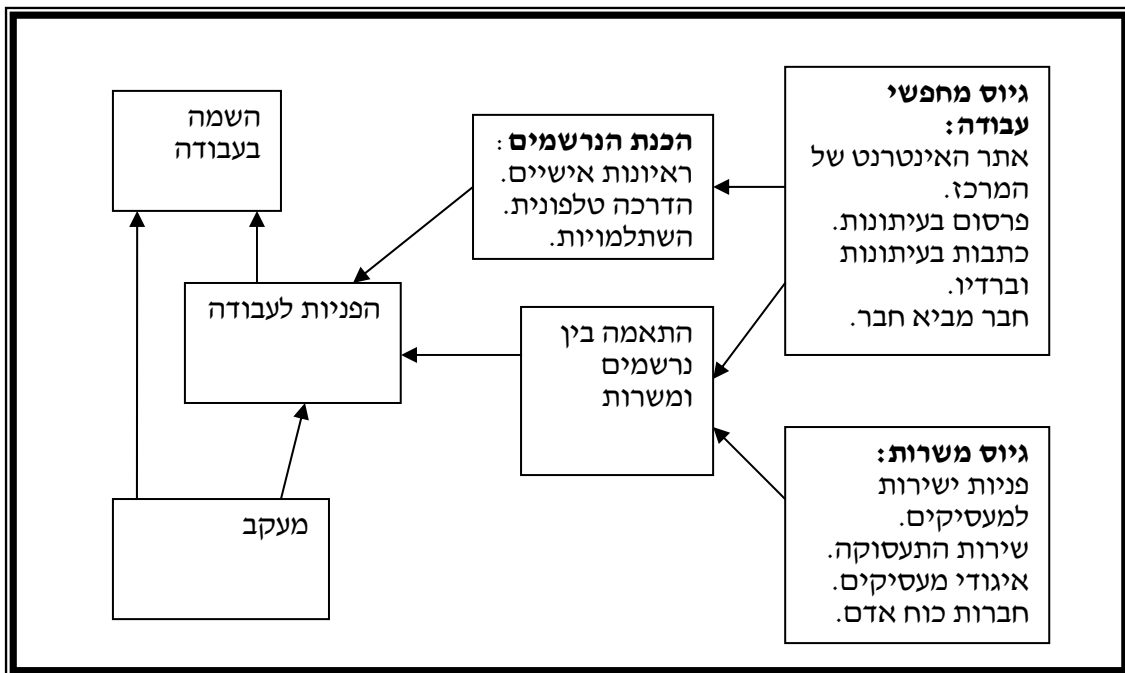 גיוס מחפשי
עבודה:
אתר האינטרנט של
המרכז.
פרסום בעיתונות.
כתבות בעיתונות
וברדיו.
חבר מביא חבר.
הכנת הנרשמים:
ראיונות אישיים.
הדרכה טלפונית.
השתלמויות.
השמה
בעבודה
הפניות לעבודה
התאמה בין
נרשמים
ומשרות
גיוס משרות:
פניות ישירות
למעסיקים.
שירות התעסוקה.
איגודי מעסיקים.
חברות כוח אדם.
מעקב